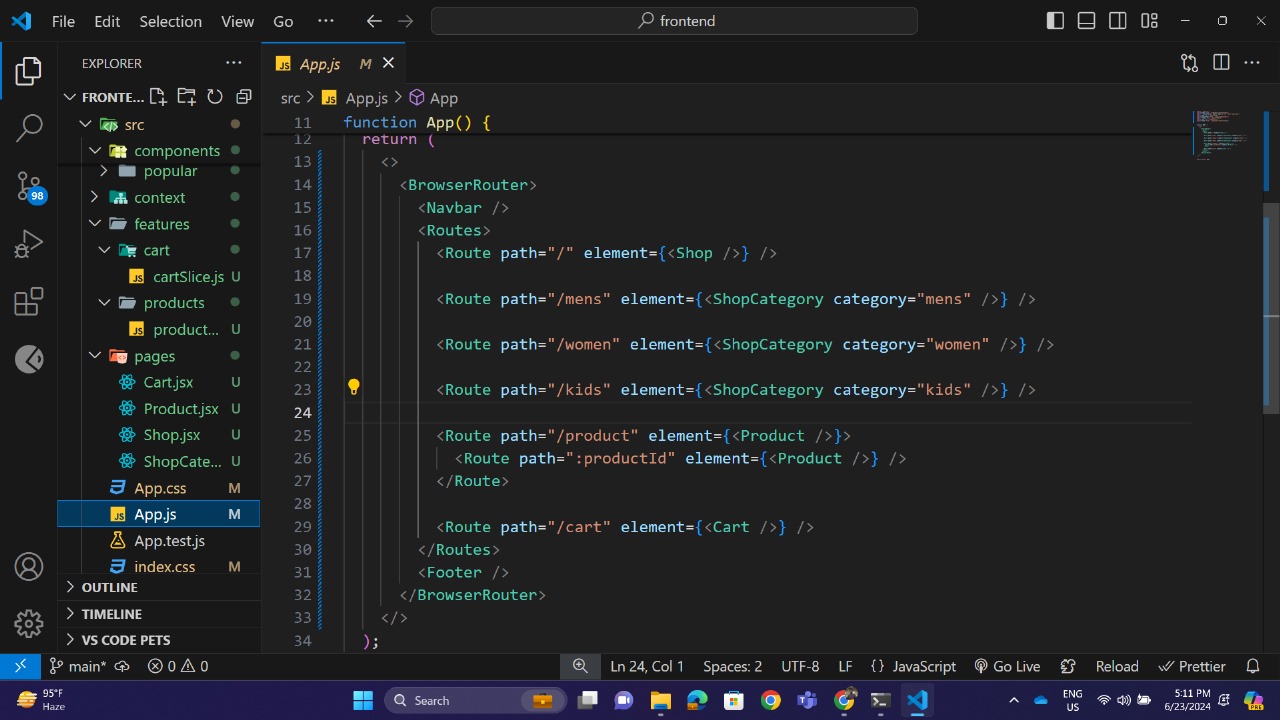 File Edit Selection View Go ··· frontend
EXPLORER ···
App.js M
FRONTE...
src > App.js > App
src
components
popular
context
features
cart
cartSlice.js U
products
product... U
pages
Cart.jsx U
Product.jsx U
Shop.jsx U
ShopCate... U
App.css M
App.js M
App.test.js
index.css M
OUTLINE
TIMELINE
VS CODE PETS
98
11 function App() {
12 return (
13 <>
14 <BrowserRouter>
15 <Navbar />
16 <Routes>
17 <Route path="/" element={<Shop />} />
18
19 <Route path="/mens" element={<ShopCategory category="mens" />} />
20
21 <Route path="/women" element={<ShopCategory category="women" />} />
22
23 <Route path="/kids" element={<ShopCategory category="kids" />} />
24
25 <Route path="/product" element={<Product />}>
26 <Route path=":productId" element={<Product />} />
27 </Route>
28
29 <Route path="/cart" element={<Cart />} />
30 </Routes>
31 <Footer />
32 </BrowserRouter>
33 </>
34 );
main* 0 0 Ln 24, Col 1 Spaces: 2 UTF-8 LF {} JavaScript Go Live Reload Prettier
95°F
Haze
Search
ENG
US
5:11 PM
6/23/2024
PRE